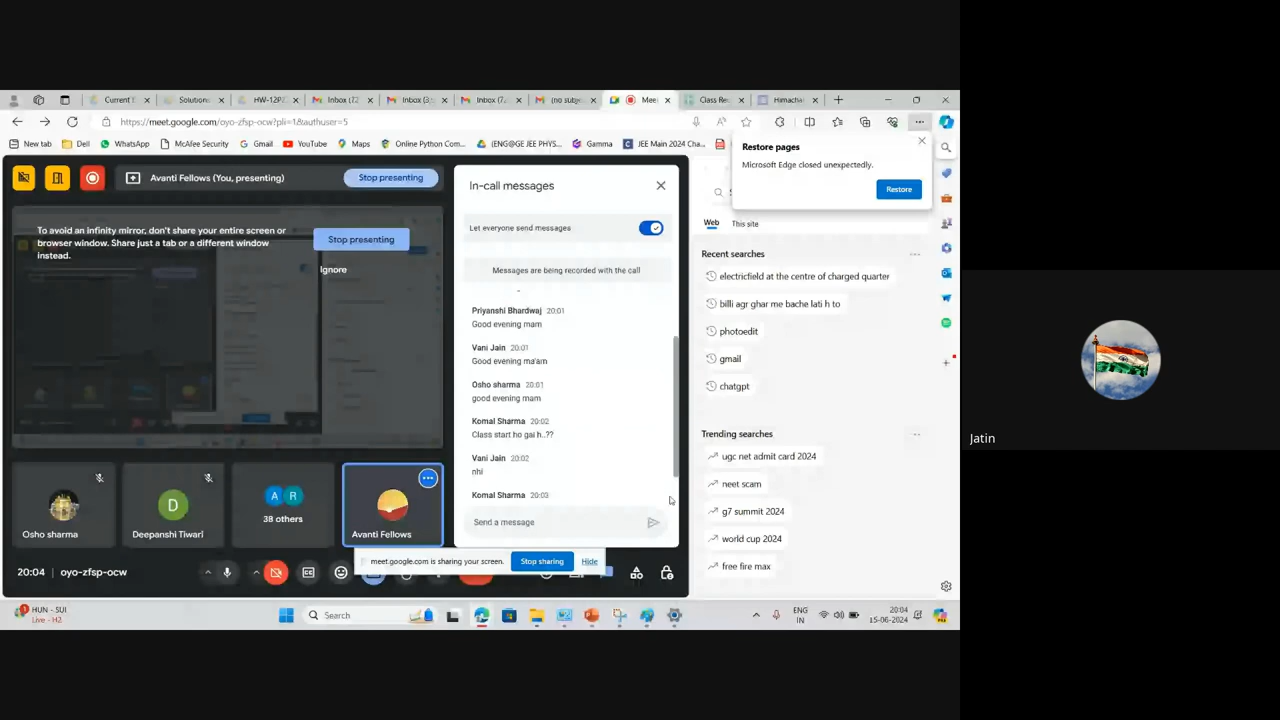 Current E
Solution:
HW-12PZ
Inbox (72
Inbox (3,
Inbox (7,
(no subje
Mee
Class Re
Himacha
https://meet.google.com/oyo-zfsp-ocw?pli=1&authuser=5
New tab
Dell
WhatsApp
McAfee Security
Gmail
YouTube
Maps
Online Python Com...
(ENG@GE JEE PHYS...
Gamma
JEE Main 2024 Cha...
Restore pages
Microsoft Edge closed unexpectedly.
Restore
Avanti Fellows (You, presenting)
Stop presenting
To avoid an infinity mirror, don't share your entire screen or
browser window. Share just a tab or a different window
instead.
Stop presenting
Ignore
In-call messages
Let everyone send messages
Messages are being recorded with the call
Priyanshi Bhardwaj 20:01
Good evening mam
Vani Jain 20:01
Good evening ma'am
Osho sharma 20:01
good evening mam
Komal Sharma 20:02
Class start ho gai h..??
Vani Jain 20:02
nhi
Komal Sharma 20:03
Send a message
Web
This site
Recent searches
electricfield at the centre of charged quarter
billi agr ghar me bache lati h to
photoedit
gmail
chatgpt
Trending searches
ugc net admit card 2024
neet scam
g7 summit 2024
world cup 2024
free fire max
Osho sharma
D
Deepanshi Tiwari
A R
38 others
Avanti Fellows
meet.google.com is sharing your screen.
Stop sharing
Hide
20:04 | oyo-zfsp-ocw
HUN - SUI
Live - H2
Search
ENG
IN
20:04
15-06-2024
Jatin